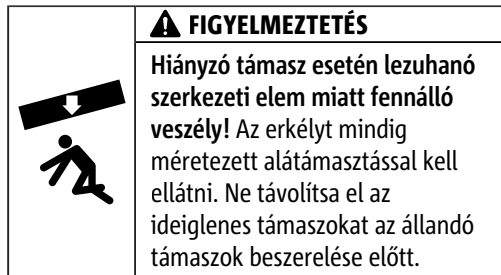 ⚠ FIGYELMEZTETÉS
Hiányzó támasz esetén lezuhanó
szerkezeti elem miatt fennálló
veszély! Az erkélyt mindig
méretezett alátámasztással kell
ellátni. Ne távolítsa el az
ideiglenes támaszokat az állandó
támaszok beszerelése előtt.